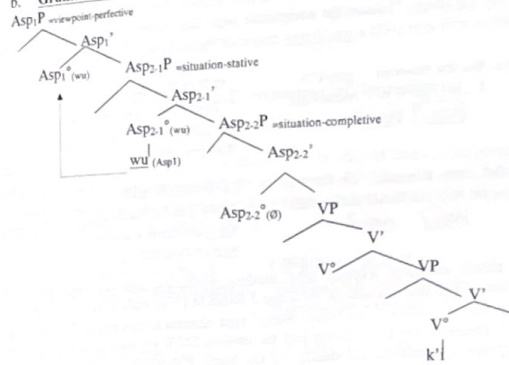 b.
Asp₁P =viewpoint-perfective
Asp₁'
Asp₁°(wu)
Asp₂₋₁P =situation-stative
Asp₂₋₁'
Asp₂₋₁°(wu)
Asp₂₋₂P =situation-completive
wu (Asp1)
Asp₂₋₂'
Asp₂₋₂°(Ø)
VP
V'
V°
VP
V'
V°
k'i